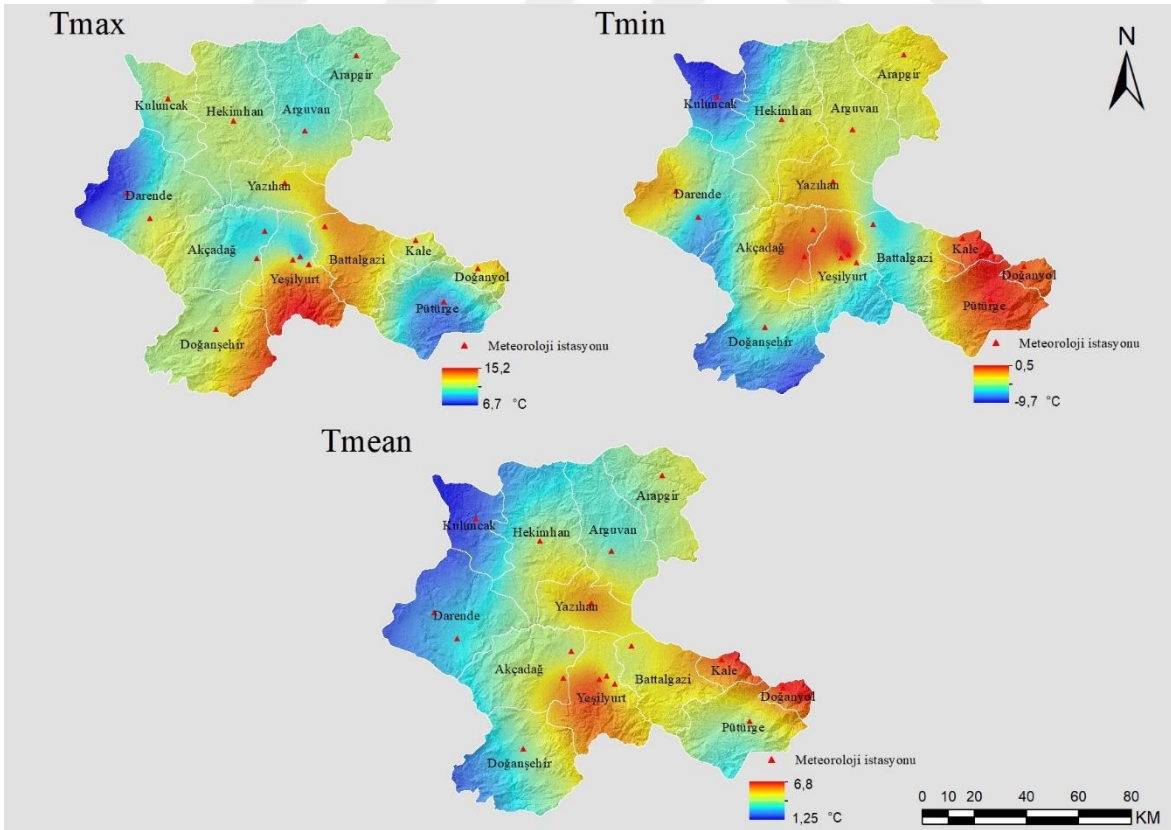 Tmax
Arapgir
Kuluncak
Hekimhan
Arguvan
Yazıhan
Darende
Akçadağ
Kale
Battalgazi
Doğanyol
Yeşilyurt
Pütürge
Doğanşehir
Meteoroloji istasyonu
15,2
6,7 °C
Tmin
N
Arapgir
Kuluncak
Hekimhan
Arguvan
Yazıhan
Darende
Akçadağ
Kale
Battalgazi
Yeşilyurt
Doğanyol
Pütürge
Doğanşehir
Meteoroloji istasyonu
0,5
-9,7 °C
Tmean
Arapgir
Kuluncak
Hekimhan
Arguvan
Yazıhan
Darende
Akçadağ
Kale
Battalgazi
Yeşilyurt
Doğanyol
Pütürge
Doğanşehir
Meteoroloji istasyonu
6,8
1,25 °C
0 10 20 40 60 80
KM